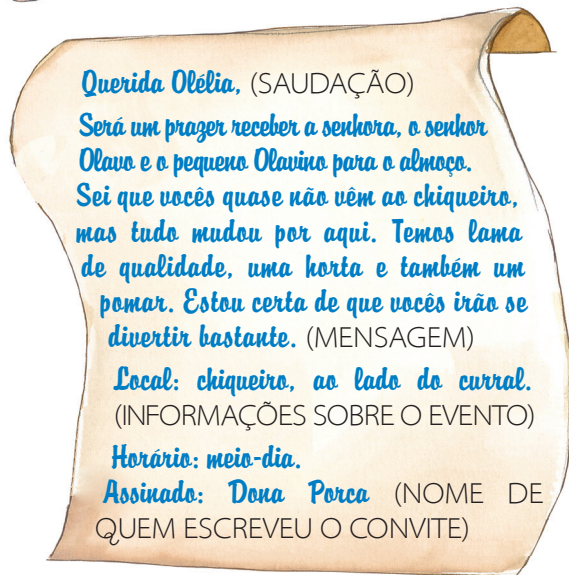 Querida Olélia, (SAUDAÇÃO)
Será um prazer receber a senhora, o senhor
Olavo e o pequeno Olavino para o almoço.
Sei que vocês quase não vêm ao chiqueiro,
mas tudo mudou por aqui. Temos lama
de qualidade, uma horta e também um
pomar. Estou certa de que vocês irão se
divertir bastante. (MENSAGEM)
Local: chiqueiro, ao lado do curral.
(INFORMAÇÕES SOBRE O EVENTO)
Horário: meio-dia.
Assinado: Dona Porca (NOME DE
QUEM ESCREVEU O CONVITE)